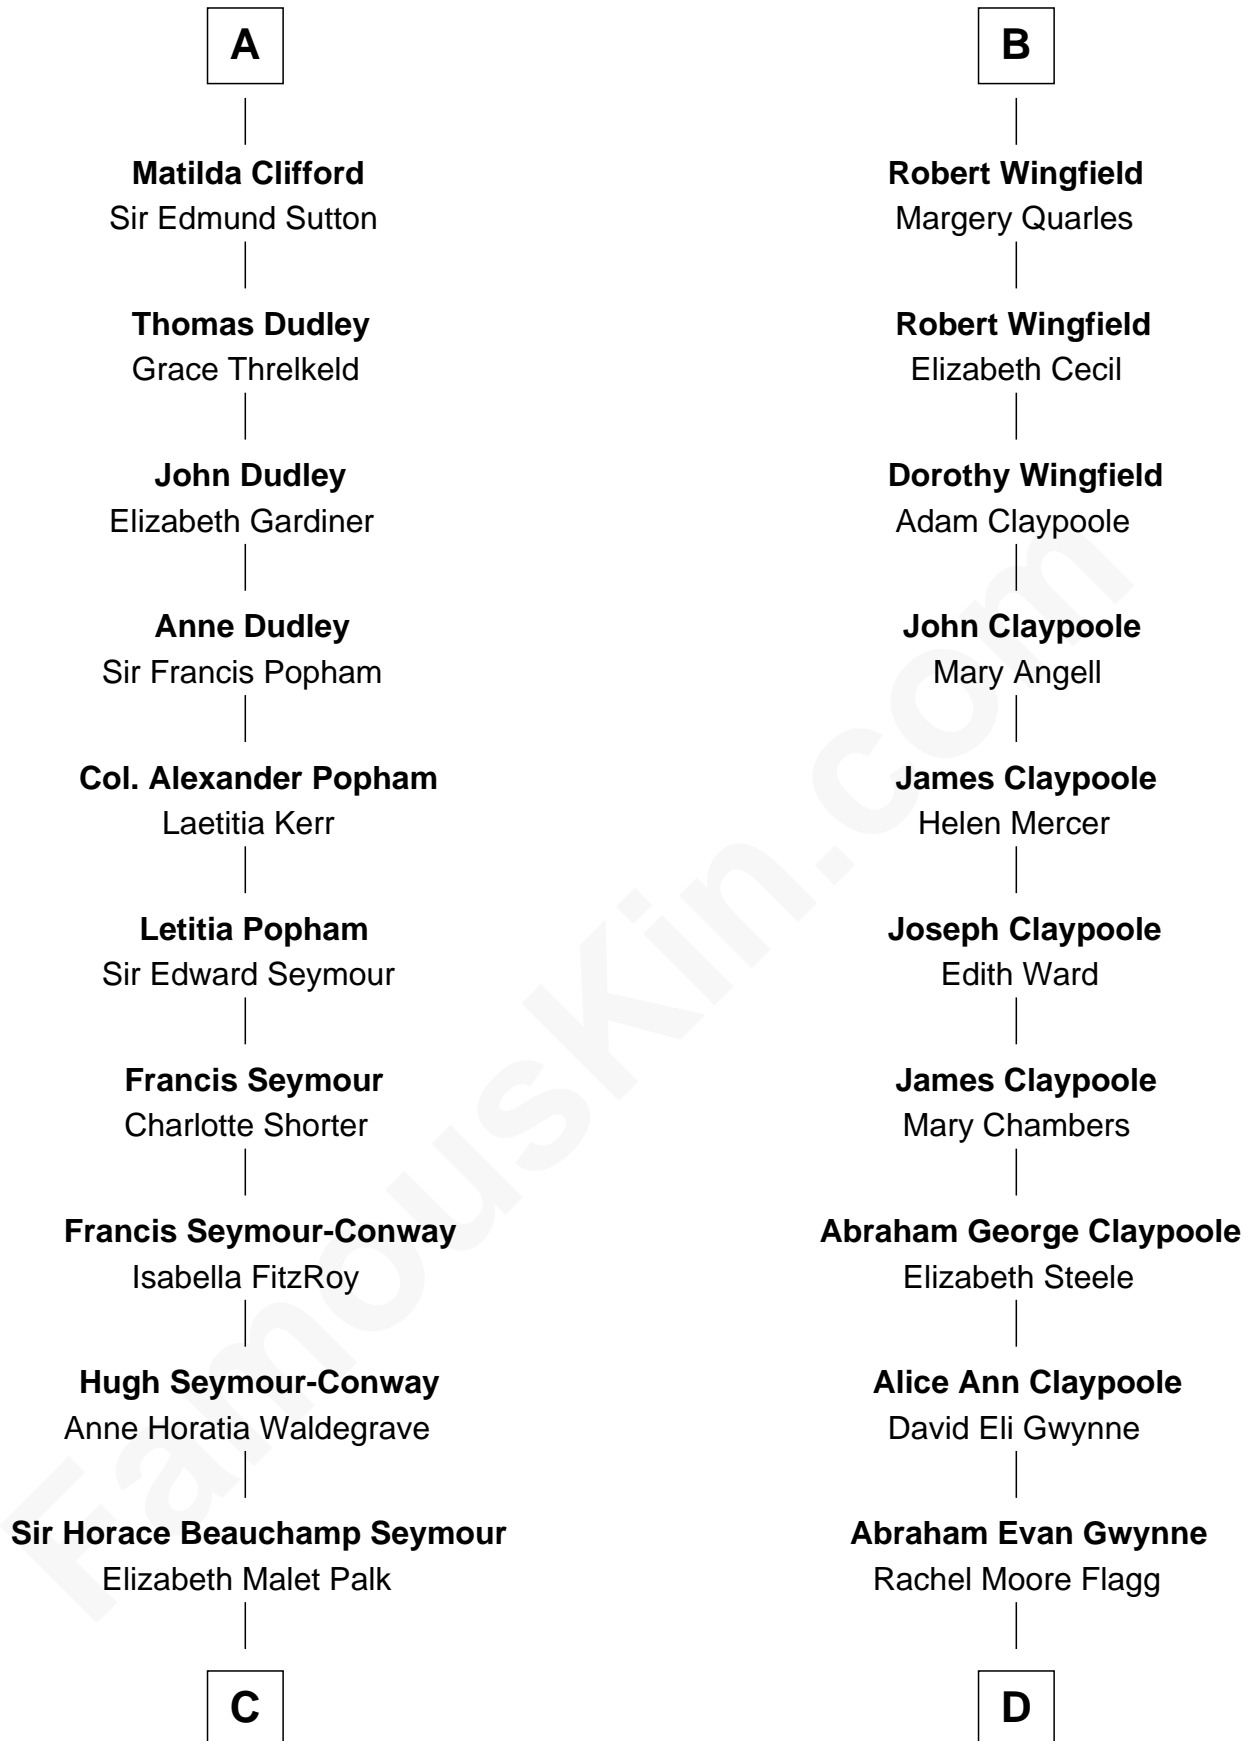 A
Matilda Clifford
Sir Edmund Sutton
Thomas Dudley
Grace Threlkeld
John Dudley
Elizabeth Gardiner
Anne Dudley
Sir Francis Popham
Col. Alexander Popham
Laetitia Kerr
Letitia Popham
Sir Edward Seymour
Francis Seymour
Charlotte Shorter
Francis Seymour-Conway
Isabella FitzRoy
Hugh Seymour-Conway
Anne Horatia Waldegrave
Sir Horace Beauchamp Seymour
Elizabeth Malet Palk
C
B
Robert Wingfield
Margery Quarles
Robert Wingfield
Elizabeth Cecil
Dorothy Wingfield
Adam Claypoole
John Claypoole
Mary Angell
James Claypoole
Helen Mercer
Joseph Claypoole
Edith Ward
James Claypoole
Mary Chambers
Abraham George Claypoole
Elizabeth Steele
Alice Ann Claypoole
David Eli Gwynne
Abraham Evan Gwynne
Rachel Moore Flagg
D
FamousKin.com